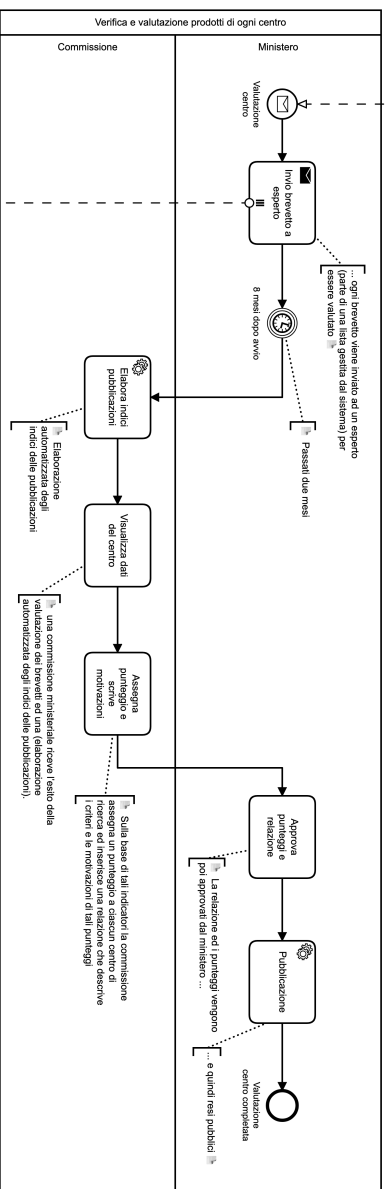 Verifica e valutazione prodotti di ogni centro
Commissione
Ministero
Valutazione
centro
Invio brevetto a
esperto
... ogni brevetto viene inviato ad un esperto
(parte di una lista gestita dal sistema) per
essere valutato
8 mesi dopo avvio
Passati due mesi
Elabora indici
pubblicazioni
Elaborazione
automatizzata degli
indici delle pubblicazioni
Visualizza dati
del centro
una commissione ministeriale riceve l'esito della
valutazione dei brevetti ed una (elaborazione
automatizzata degli indici delle pubblicazioni).
Assegna
punteggio e
scrive
motivazioni
Sulla base di tali indicatori la commissione
assegna un punteggio a ciascun centro di
ricerca ed inserisce una relazione che descrive
i criteri e le motivazioni di tali punteggi
Approva
punteggi e
relazione
La relazione ed i punteggi vengono
poi approvati dal ministero ...
Pubblicazione
... e quindi resi pubblici
Valutazione
centro completata